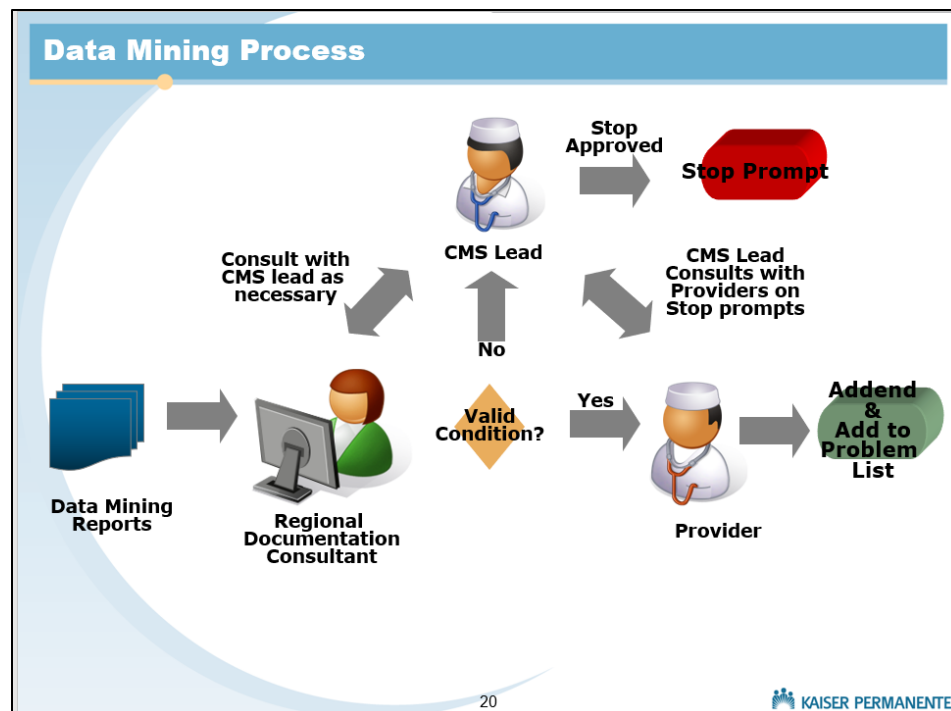 Data Mining Process
Stop
Approved
Stop Prompt
CMS Lead
Consult with
CMS lead as
necessary
CMS Lead
Consults with
Providers on
Stop prompts
No
Valid
Condition?
Yes
Addend
&
Add to
Problem
List
Data Mining
Reports
Regional
Documentation
Consultant
Provider
20
KAISER PERMANENTE